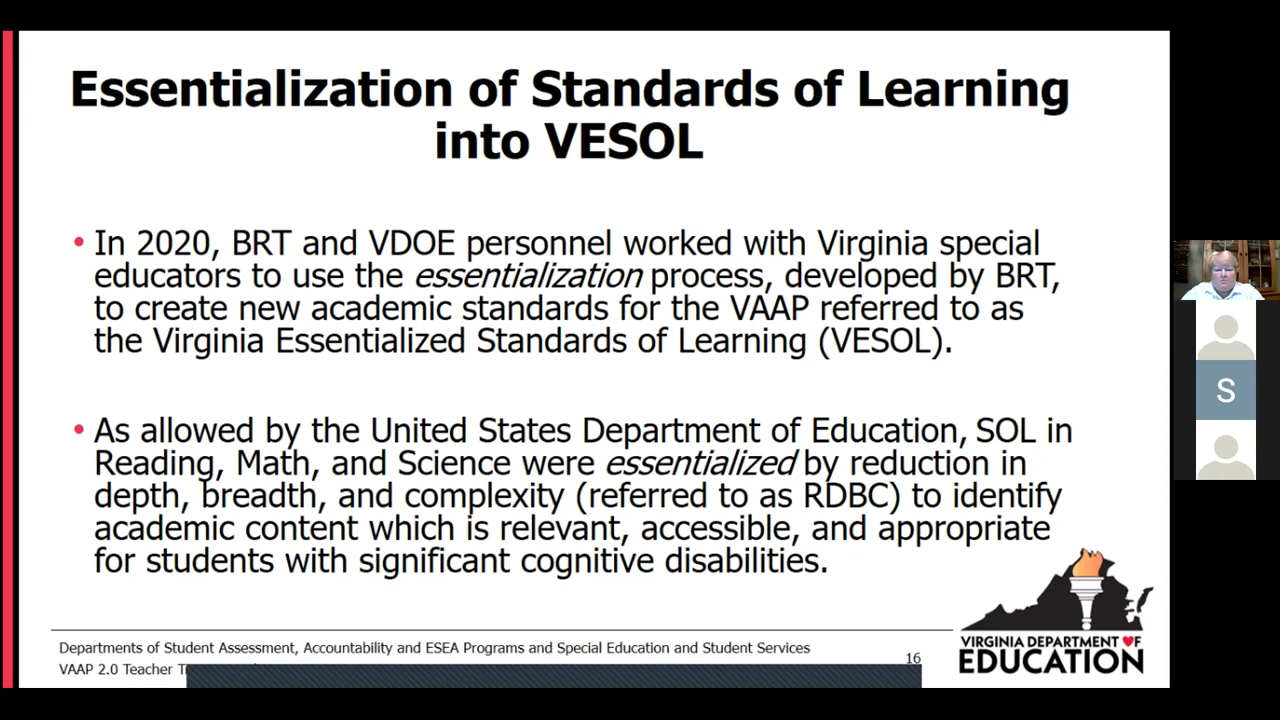 Essentialization of Standards of Learning
into VESOL
• In 2020, BRT and VDOE personnel worked with Virginia special
educators to use the essentialization process, developed by BRT,
to create new academic standards for the VAAP referred to as
the Virginia Essentialized Standards of Learning (VESOL).
• As allowed by the United States Department of Education, SOL in
Reading, Math, and Science were essentialized by reduction in
depth, breadth, and complexity (referred to as RDBC) to identify
academic content which is relevant, accessible, and appropriate
for students with significant cognitive disabilities.
Departments of Student Assessment, Accountability and ESEA Programs and Special Education and Student Services
VAAP 2.0 Teacher
16
VIRGINIA DEPARTMENT OF
EDUCATION
S